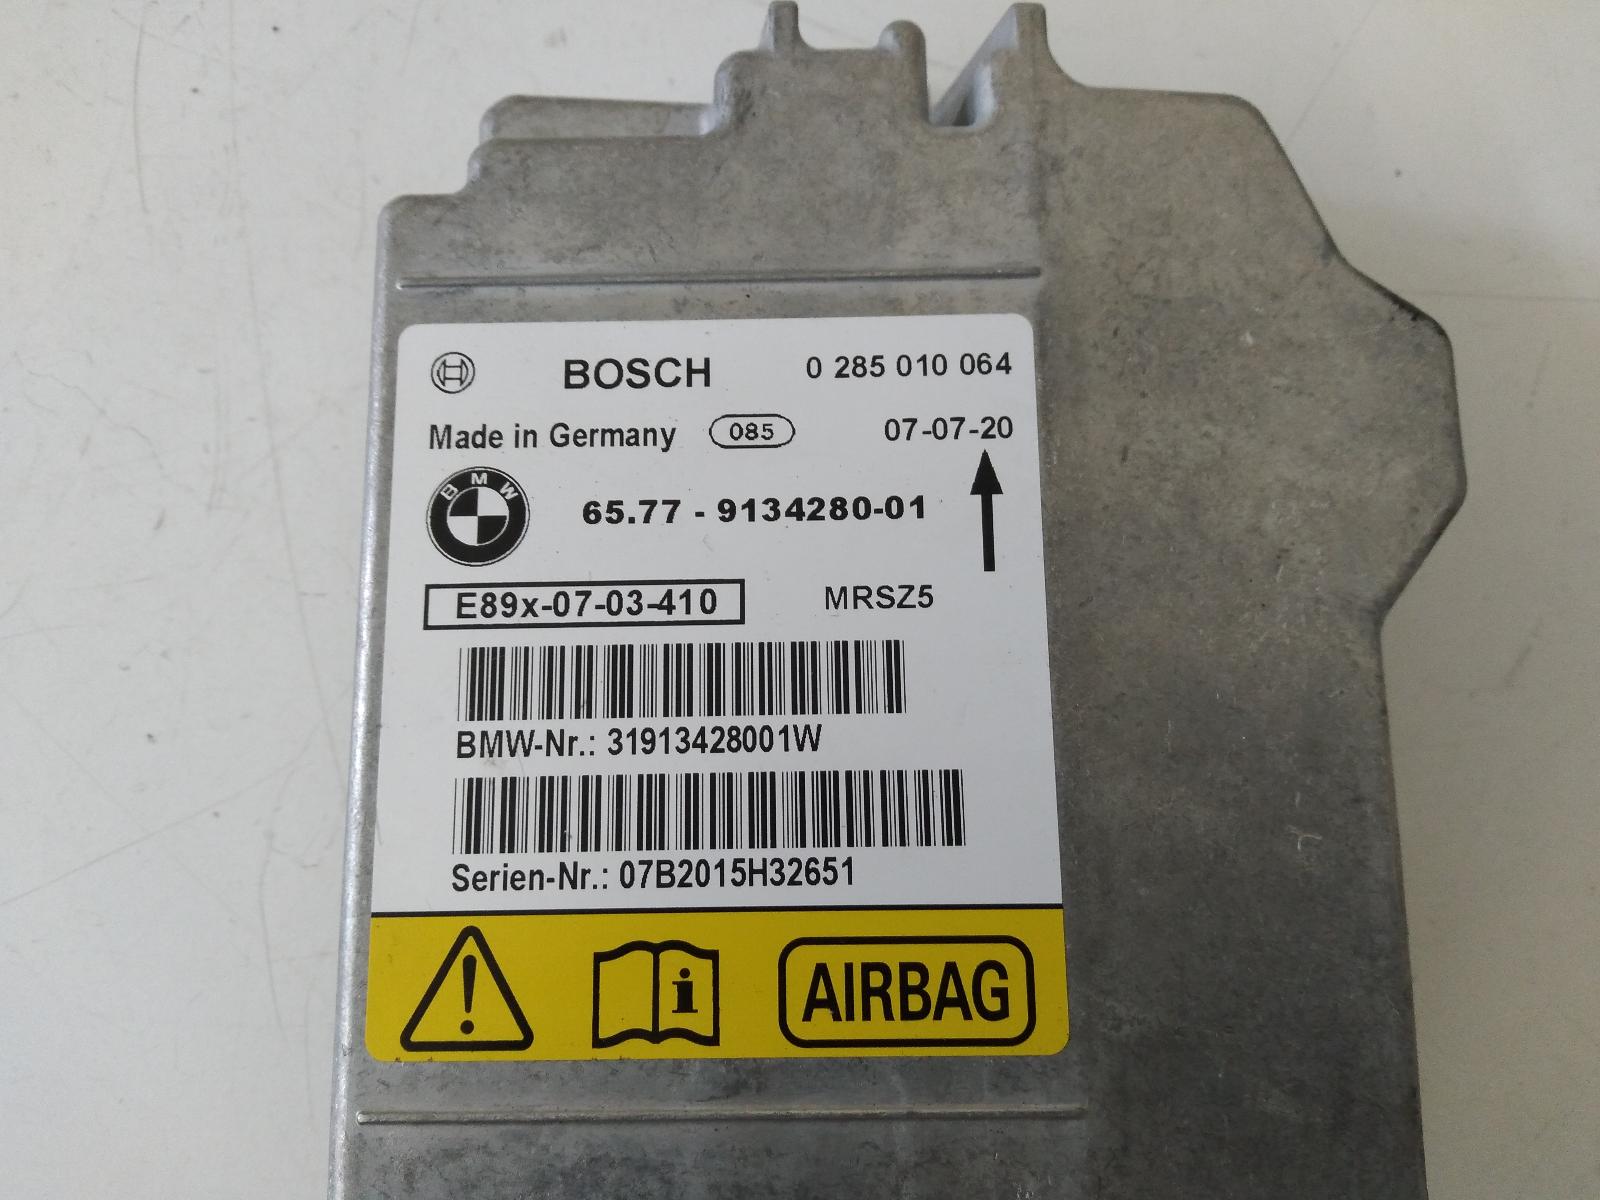 BOSCH 0 285 010 064
Made in Germany 085 07-07-20
BMW
65.77 - 9134280-01
E89x-07-03-410 MRSZ5
BMW-Nr.: 31913428001W
Serien-Nr.: 07B2015H32651
! i AIRBAG